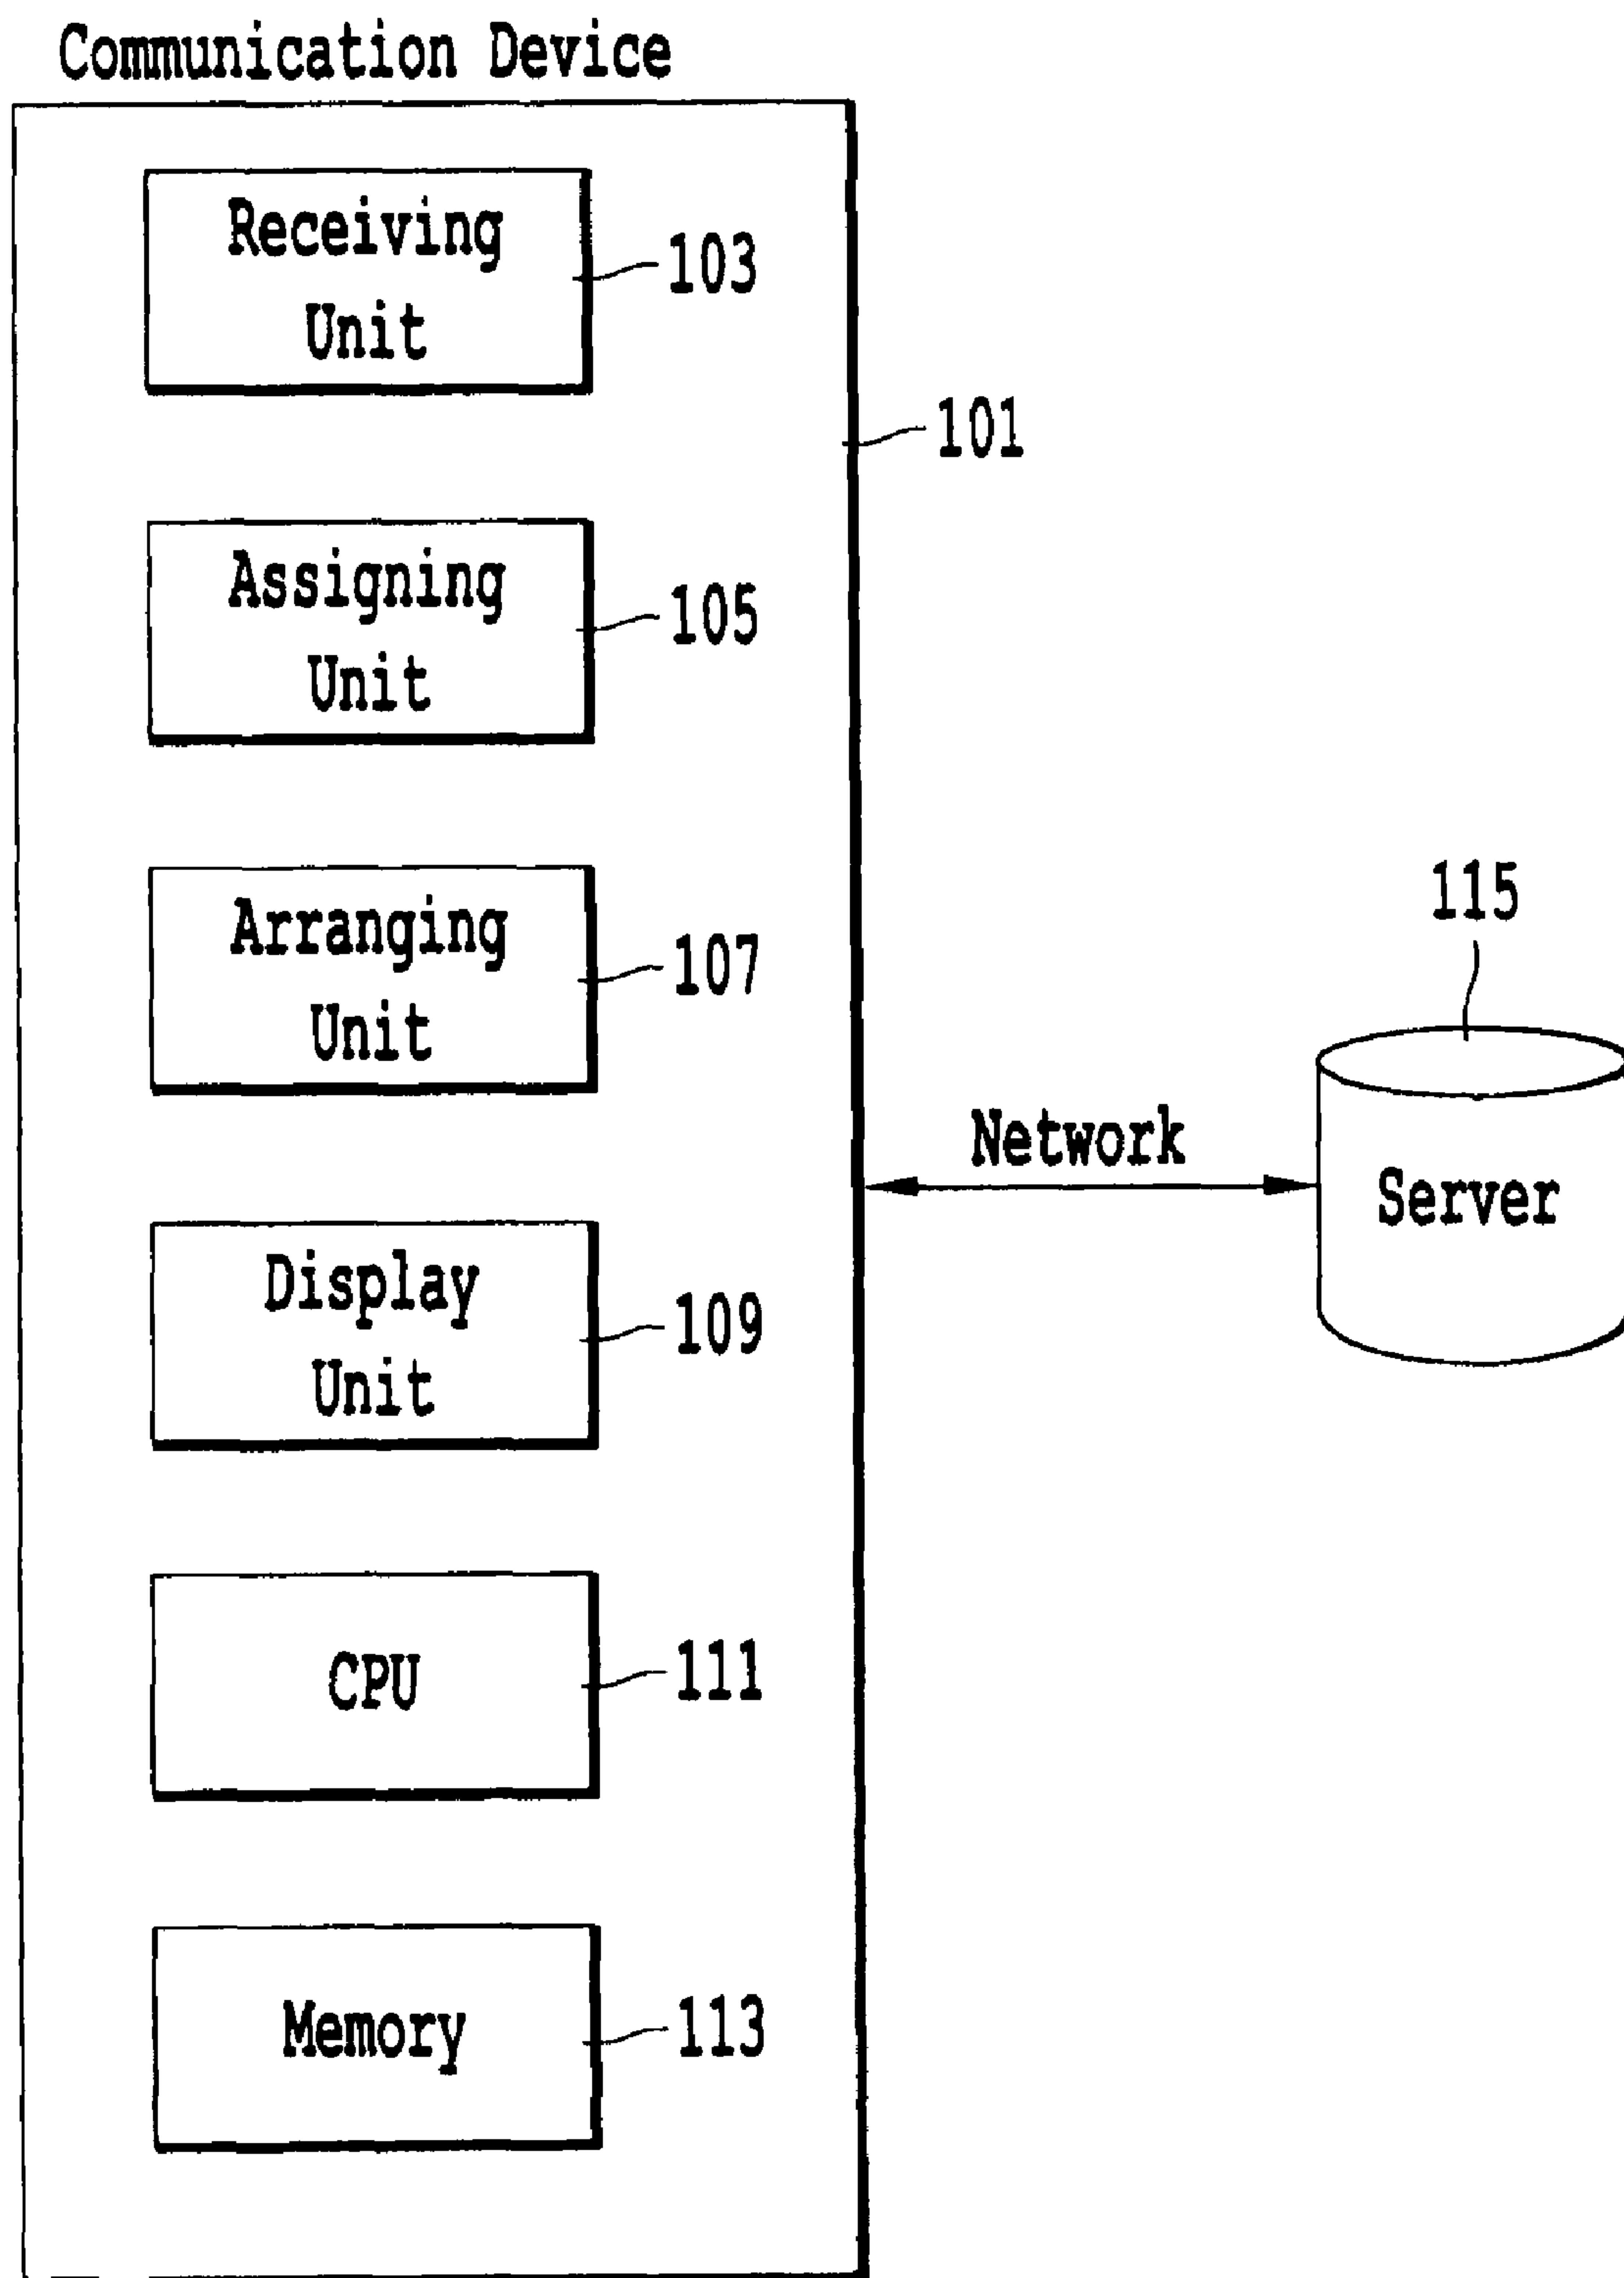 Communication Device
Receiving
Unit
103
101
Assigning
Unit
105
Arranging
Unit
107
115
Network
Server
Display
Unit
109
CPU
111
Memory
113